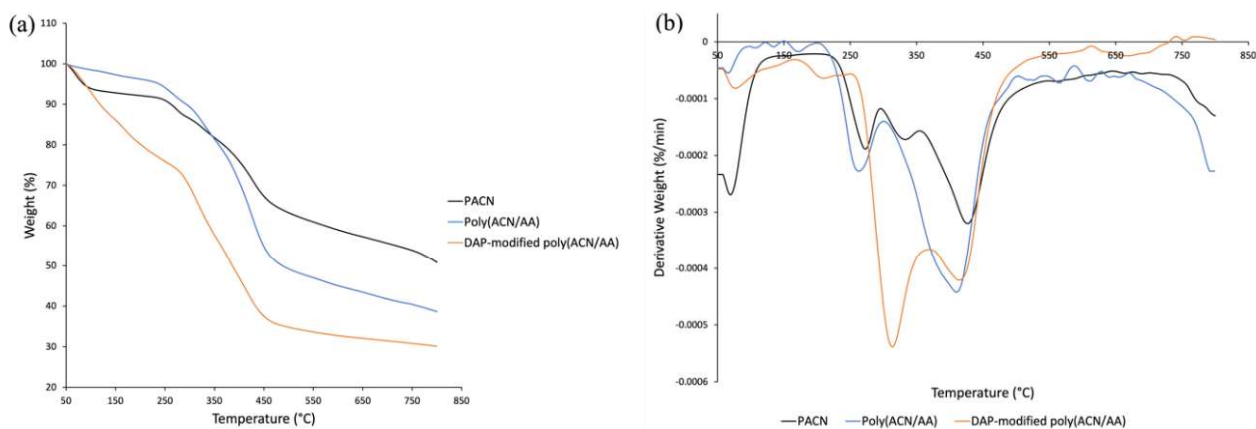 (a)
110
100
90
80
70
60
50
40
30
20
Weight (%)
50 150 250 350 450 550 650 750 850
Temperature (°C)
PACN
Poly(ACN/AA)
DAP-modified poly(ACN/AA)
(b)
50 150 250 350 450 550 650 750 850
0
-0.0001
-0.0002
-0.0003
-0.0004
-0.0005
-0.0006
Derivative Weight (%/min)
Temperature (°C)
PACN Poly(ACN/AA) DAP-modified poly(ACN/AA)